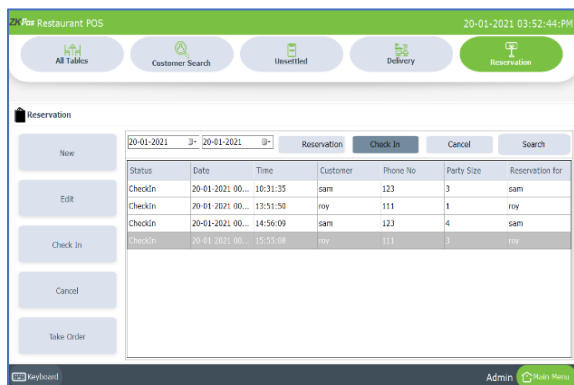 ZKPos Restaurant POS 20-01-2021 03:52:44:PM
All Tables Customer Search Unsettled Delivery Reservation
Reservation
New
Edit
Check In
Cancel
Take Order
20-01-2021 20-01-2021 Reservation Check In Cancel Search
Status Date Time Customer Phone No Party Size Reservation for
CheckIn 20-01-2021 00... 10:31:35 sam 123 3 sam
CheckIn 20-01-2021 00... 13:51:50 roy 111 1 roy
CheckIn 20-01-2021 00... 14:56:09 sam 123 4 sam
CheckIn 20-01-2021 00... 15:55:08 roy 111 3 roy
Keyboard Admin Main Menu